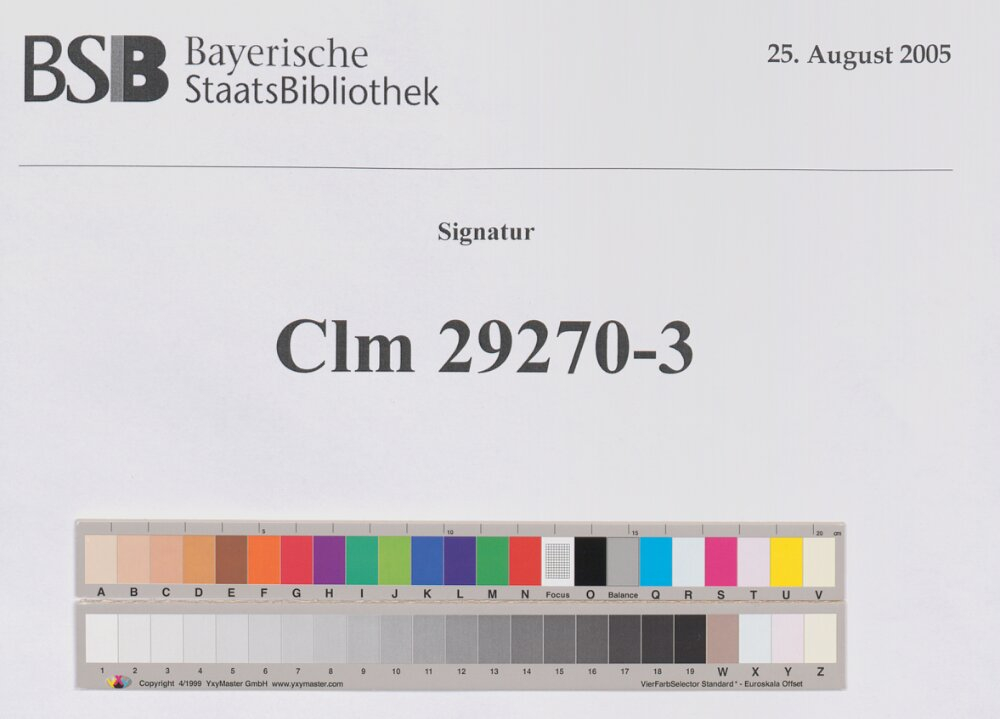 BSB Bayerische
StaatsBibliothek
25. August 2005
Signatur
Clm 29270-3
5 10 15 20 cm
A B C D E F G H I J K L M N Focus O Balance Q R S T U V
1 2 3 4 5 6 7 8 9 10 11 12 13 14 15 16 17 18 19 W X Y Z
Copyright 4/1999 YxyMaster GmbH www.yxymaster.com
VierFarbSelector Standard* - Euroskala Offset